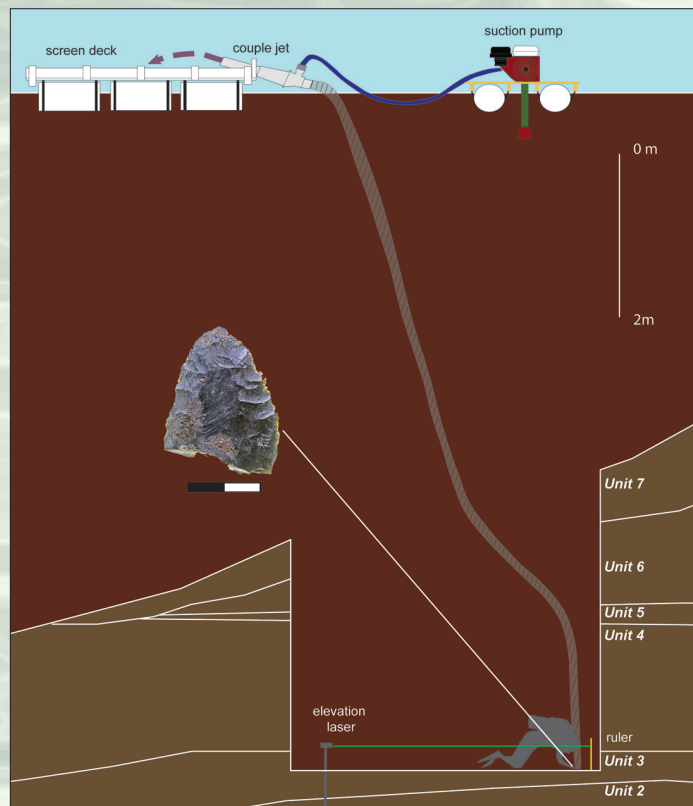 suction pump
couple jet
screen deck
0 m
2m
Unit 7
Unit 6
Unit 5
Unit 4
elevation
laser
ruler
Unit 3
Unit 2